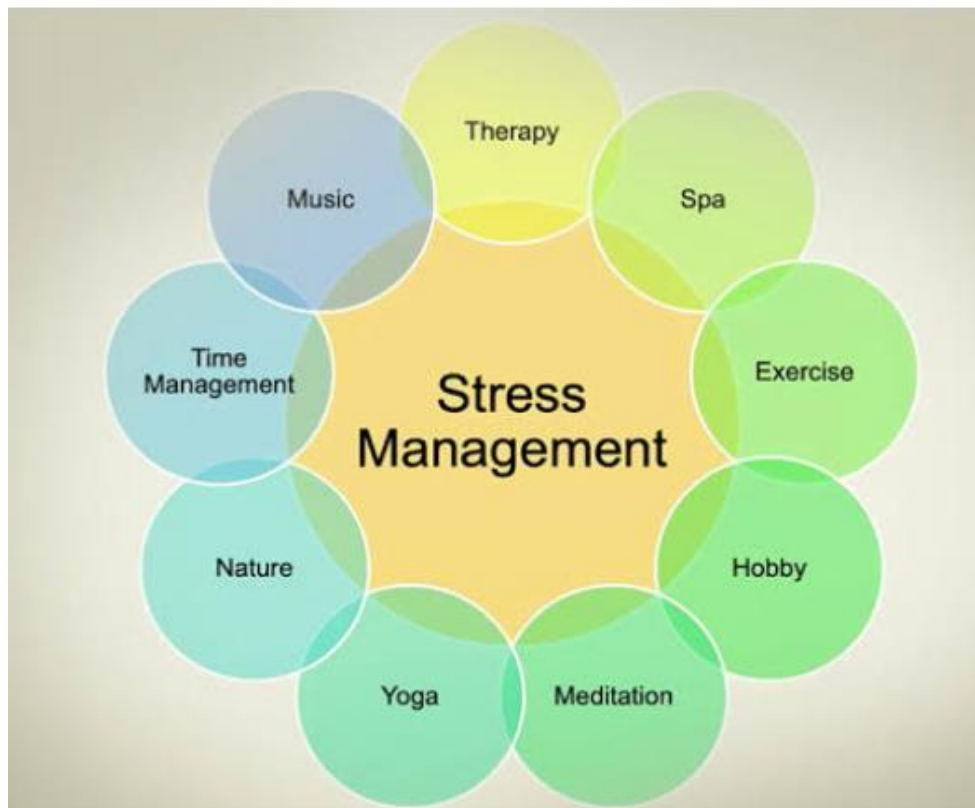 Therapy
Spa
Exercise
Hobby
Meditation
Yoga
Nature
Time
Management
Music
Stress
Management